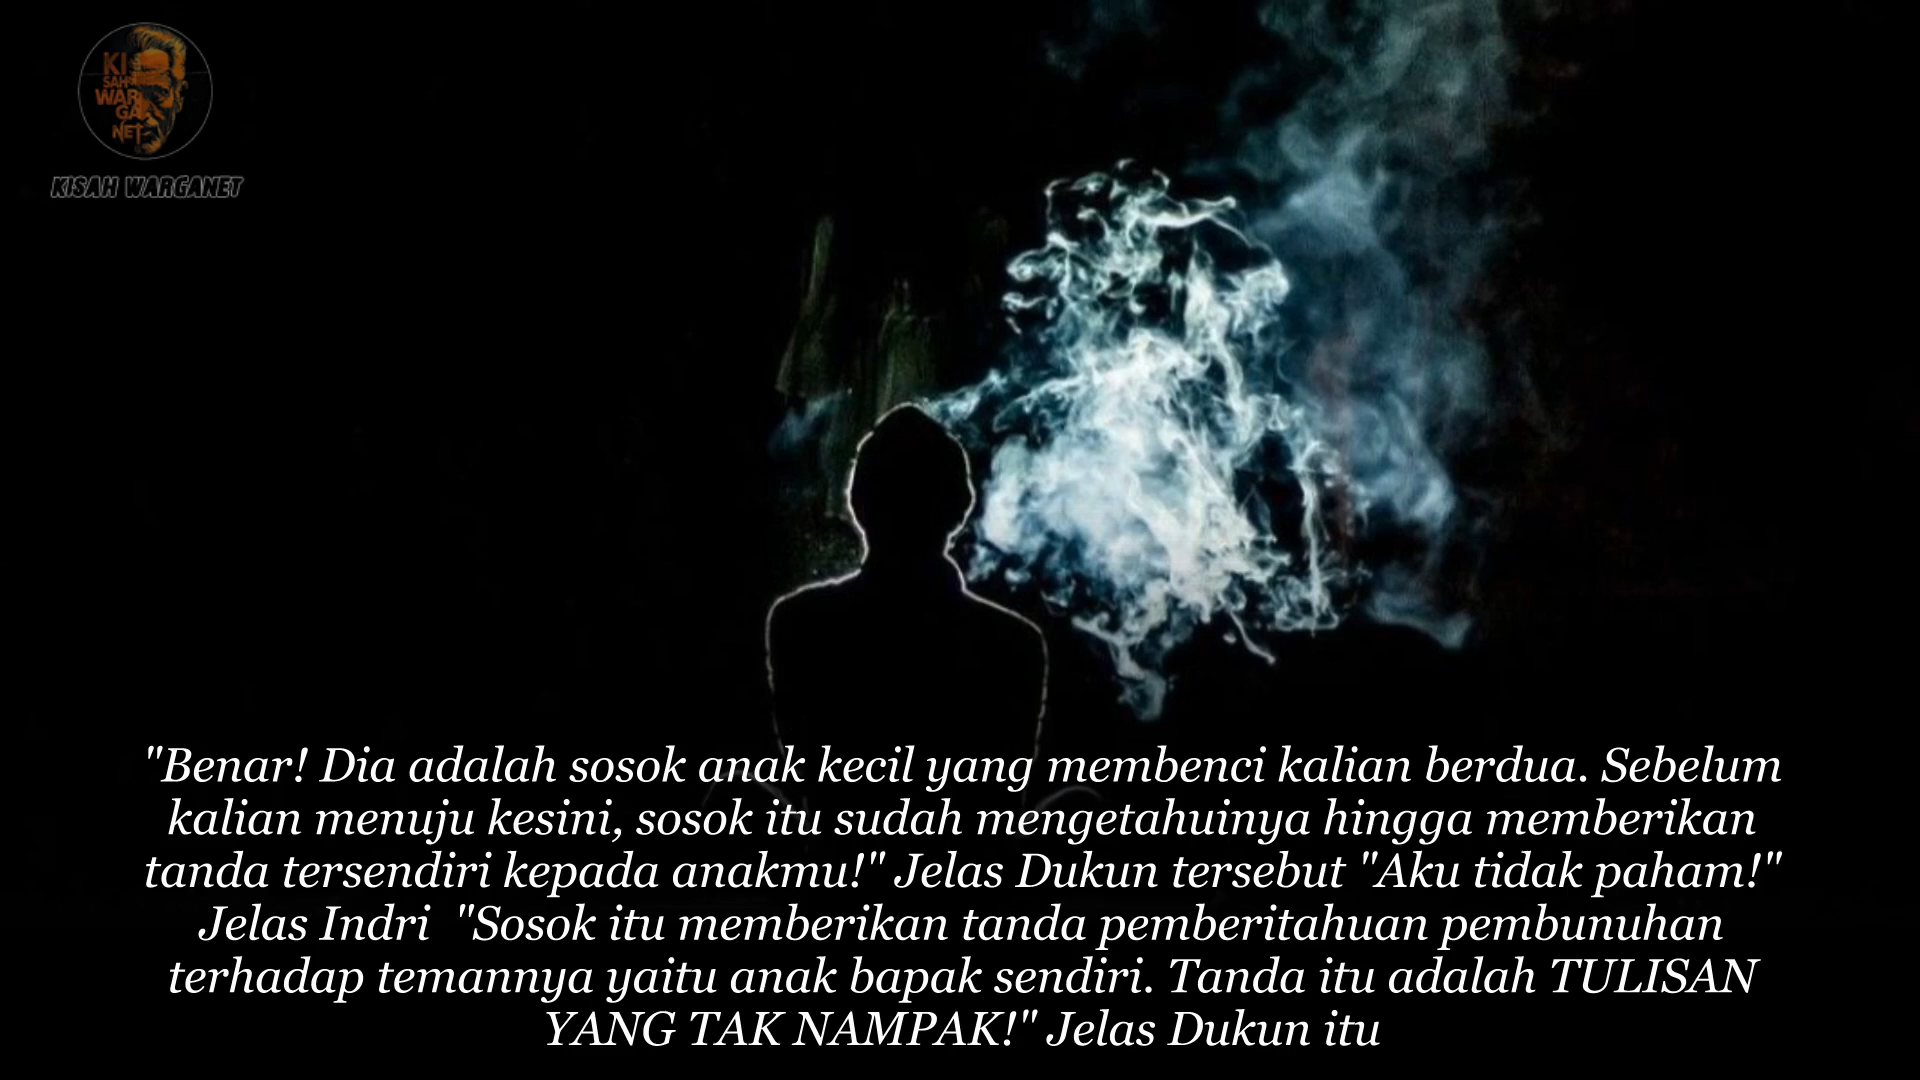 KI
SAH
WAR
GA
NET
KISAH WARGANET
"Benar! Dia adalah sosok anak kecil yang membenci kalian berdua. Sebelum
kalian menuju kesini, sosok itu sudah mengetahuinya hingga memberikan
tanda tersendiri kepada anakmu!" Jelas Dukun tersebut "Aku tidak paham!"
Jelas Indri  "Sosok itu memberikan tanda pemberitahuan pembunuhan
terhadap temannya yaitu anak bapak sendiri. Tanda itu adalah TULISAN
YANG TAK NAMPAK!" Jelas Dukun itu